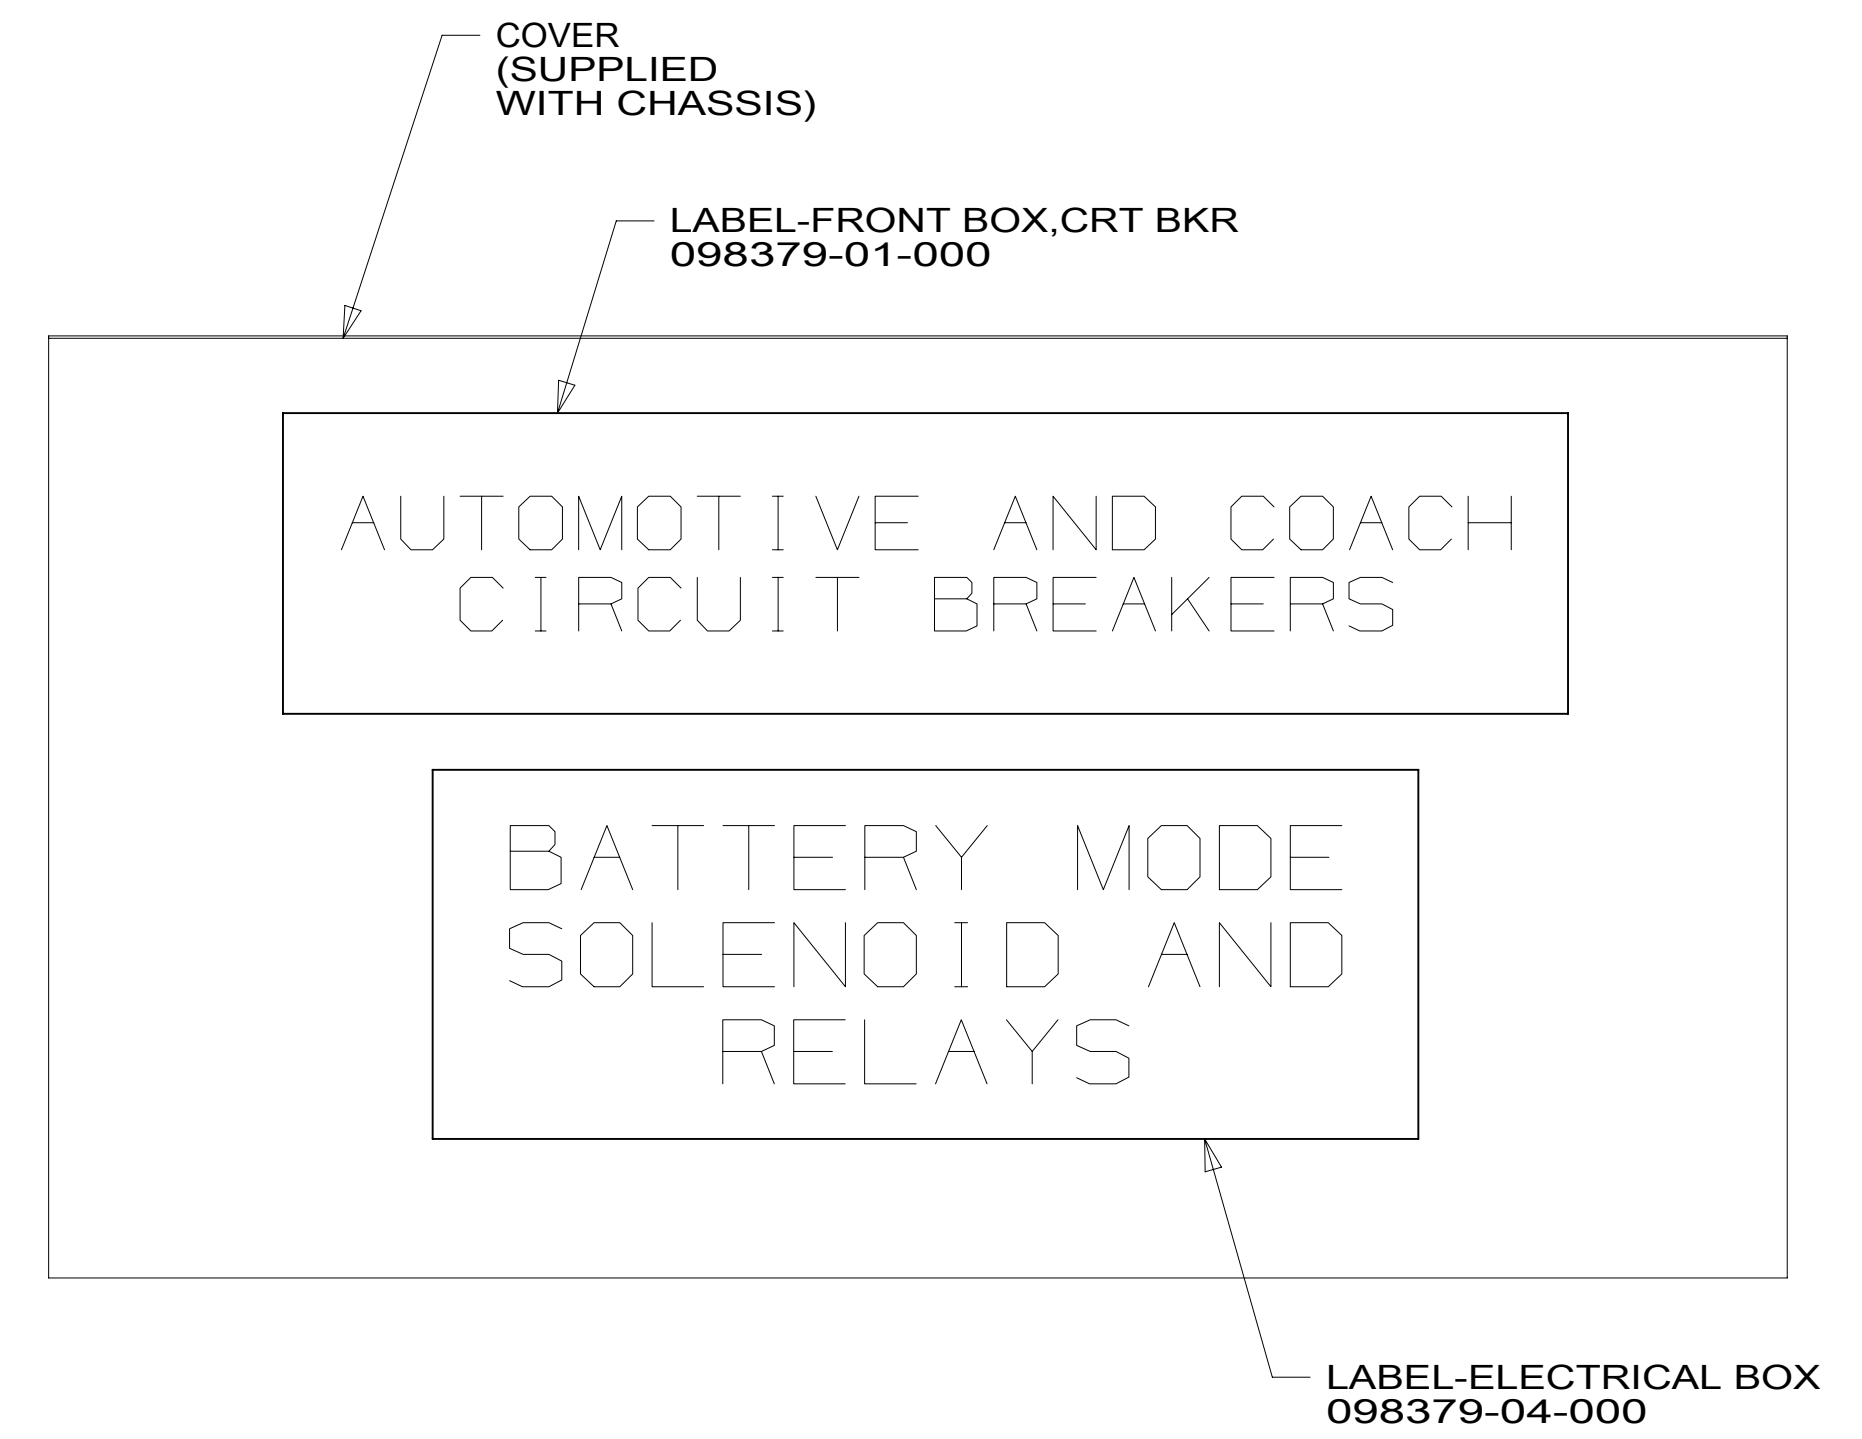 COVER
(SUPPLIED
WITH CHASSIS)
LABEL-FRONT BOX,CRT BKR
098379-01-000
AUTOMOTIVE AND COACH
CIRCUIT BREAKERS
BATTERY MODE
SOLENOID AND
RELAYS
LABEL-ELECTRICAL BOX
098379-04-000